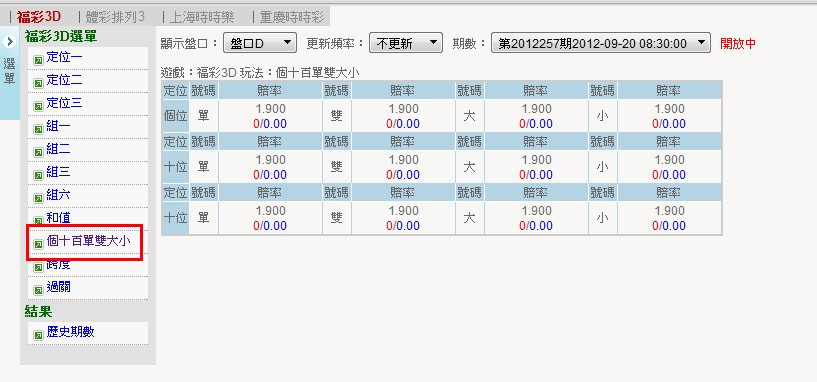 福彩3D | 體彩排列3 | 上海時時樂 | 重慶時時彩
選單
福彩3D選單
定位一
定位二
定位三
組一
組二
組三
組六
和值
個十百單雙大小
跨度
過關
結果
歷史期數
顯示盤口： 盤口D 更新頻率： 不更新 期數： 第2012257期2012-09-20 08:30:00 開放中
遊戲：福彩3D 玩法：個十百單雙大小
定位 號碼 賠率 號碼 賠率 號碼 賠率 號碼 賠率
個位 單 1.900 雙 1.900 大 1.900 小 1.900
0/0.00 0/0.00 0/0.00 0/0.00
定位 號碼 賠率 號碼 賠率 號碼 賠率 號碼 賠率
十位 單 1.900 雙 1.900 大 1.900 小 1.900
0/0.00 0/0.00 0/0.00 0/0.00
定位 號碼 賠率 號碼 賠率 號碼 賠率 號碼 賠率
十位 單 1.900 雙 1.900 大 1.900 小 1.900
0/0.00 0/0.00 0/0.00 0/0.00